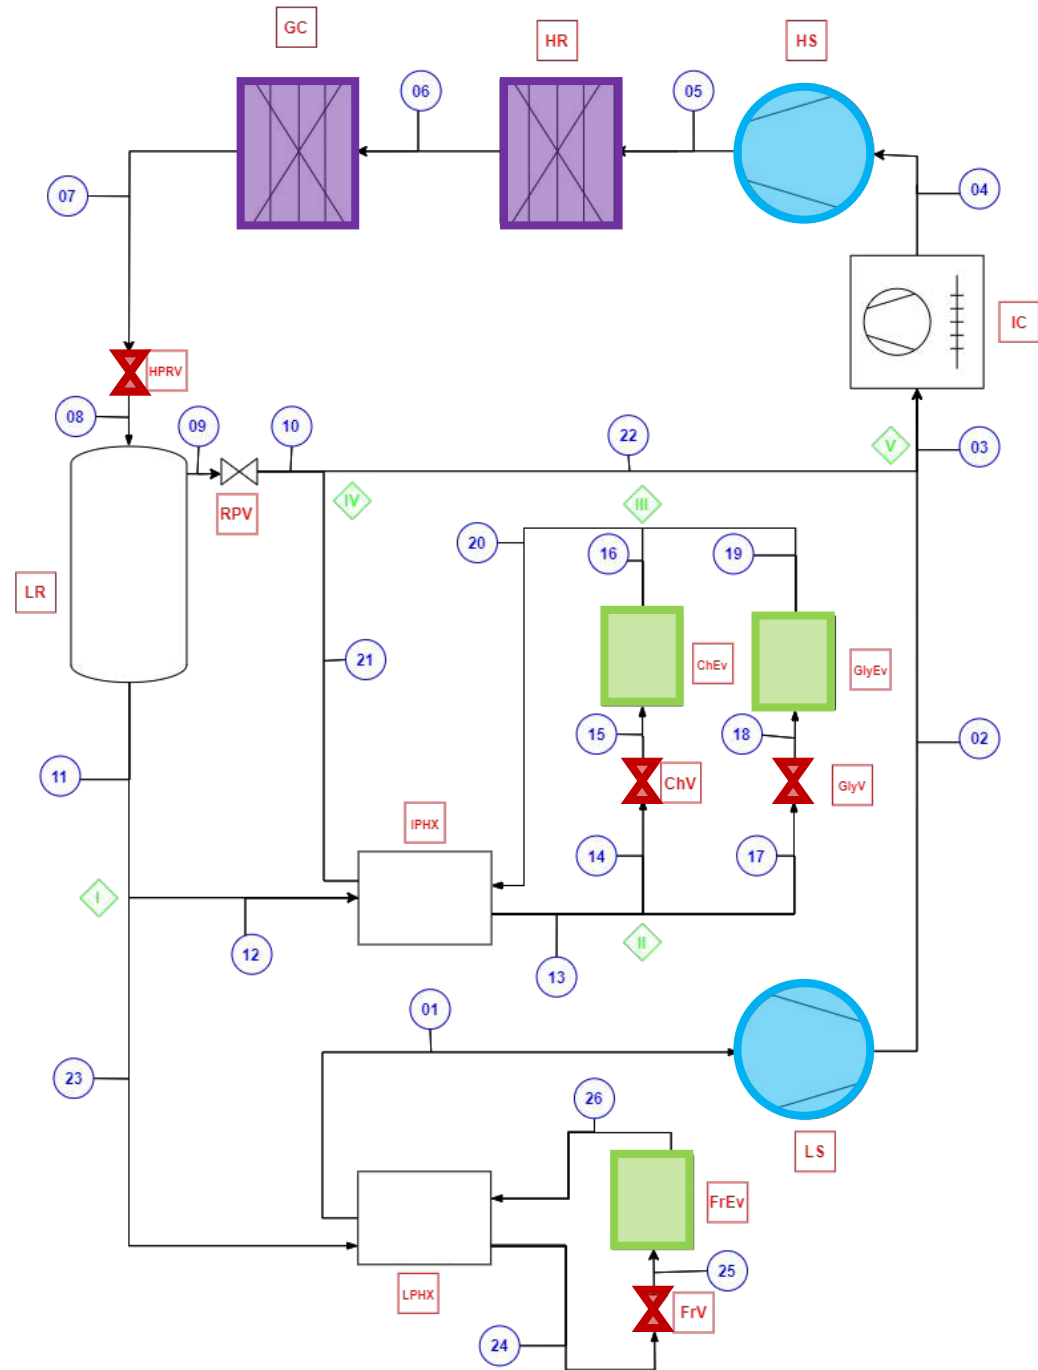 GC
HR
HS
06
05
07
04
IC
HPRV
08
09
10
22
V
03
RPV
IV
III
20
16
19
LR
21
ChEv
GlyEv
15
18
02
11
ChV
GlyV
IPHX
14
17
I
12
II
13
01
23
26
LS
FrEv
25
LPHX
FrV
24